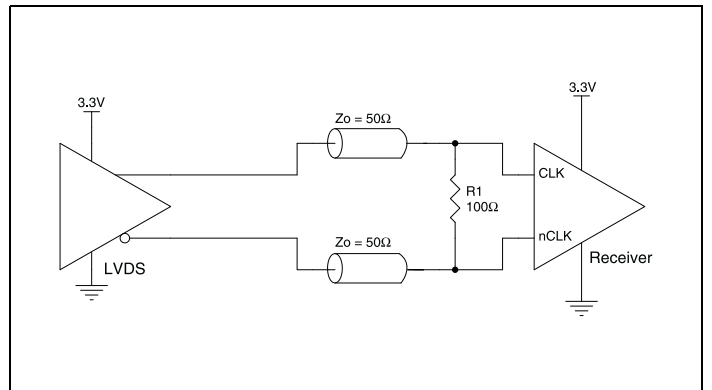 3.3V
3.3V
Zo = 50Ω
CLK
R1
100Ω
nCLK
Zo = 50Ω
Receiver
LVDS